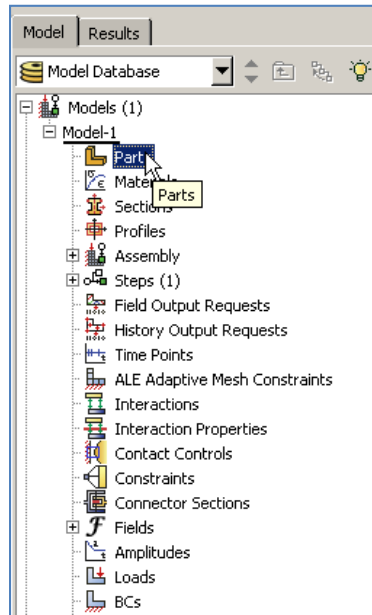 Model Results
Model Database
Models (1)
Model-1
Parts
Materials
Parts
Sections
Profiles
Assembly
Steps (1)
Field Output Requests
History Output Requests
Time Points
ALE Adaptive Mesh Constraints
Interactions
Interaction Properties
Contact Controls
Constraints
Connector Sections
Fields
Amplitudes
Loads
BCs